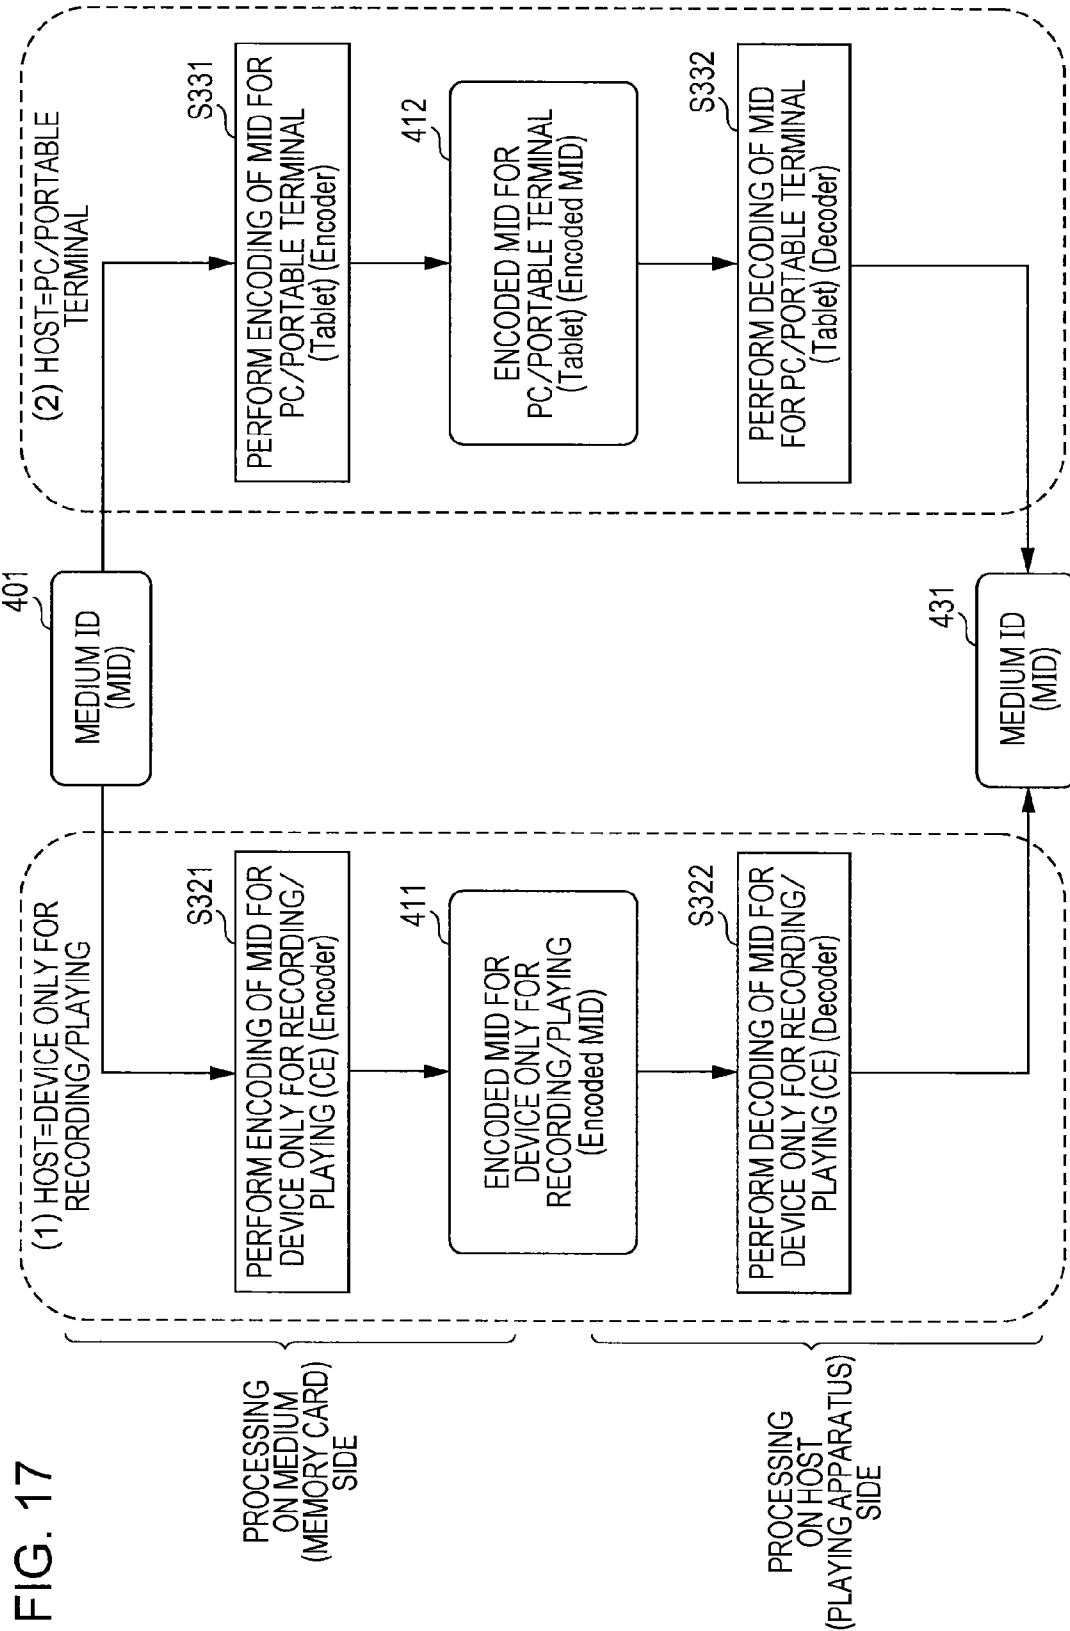 FIG. 17
(1) HOST=DEVICE ONLY FOR
RECORDING/PLAYING
(2) HOST=PC/PORTABLE
TERMINAL
401
MEDIUM ID
(MID)
PROCESSING
ON MEDIUM
(MEMORY CARD)
SIDE
S321
PERFORM ENCODING OF MID FOR
DEVICE ONLY FOR RECORDING/
PLAYING (CE) (Encoder)
S331
PERFORM ENCODING OF MID FOR
PC/PORTABLE TERMINAL
(Tablet) (Encoder)
411
ENCODED MID FOR
DEVICE ONLY FOR
RECORDING/PLAYING
(Encoded MID)
412
ENCODED MID FOR
PC/PORTABLE TERMINAL
(Tablet) (Encoded MID)
PROCESSING
ON HOST
(PLAYING APPARATUS)
SIDE
S322
PERFORM DECODING OF MID FOR
DEVICE ONLY FOR RECORDING/
PLAYING (CE) (Decoder)
S332
PERFORM DECODING OF MID
FOR PC/PORTABLE TERMINAL
(Tablet) (Decoder)
431
MEDIUM ID
(MID)